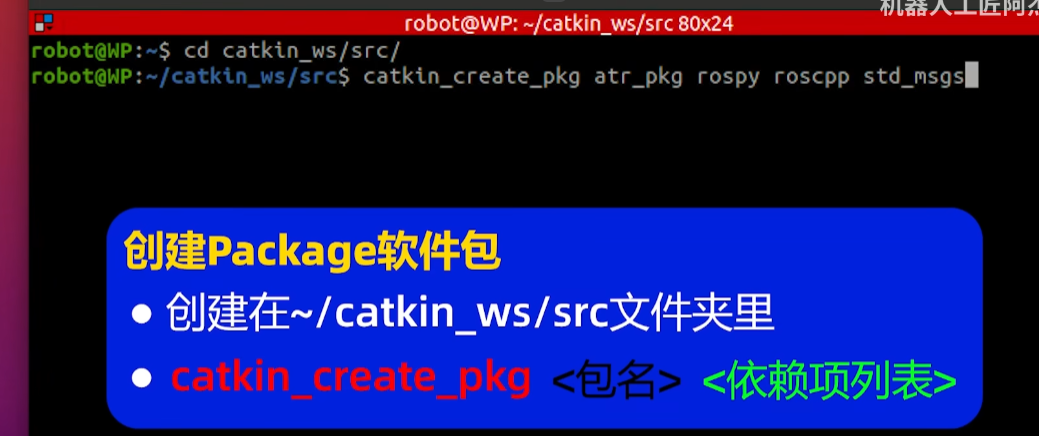 机器人工匠阿杰
robot@WP: ~/catkin_ws/src 80x24
robot@WP:~$ cd catkin_ws/src/
robot@WP:~/catkin_ws/src$ catkin_create_pkg atr_pkg rospy roscpp std_msgs
创建Package软件包
● 创建在~/catkin_ws/src文件夹里
● catkin_create_pkg <包名> <依赖项列表>